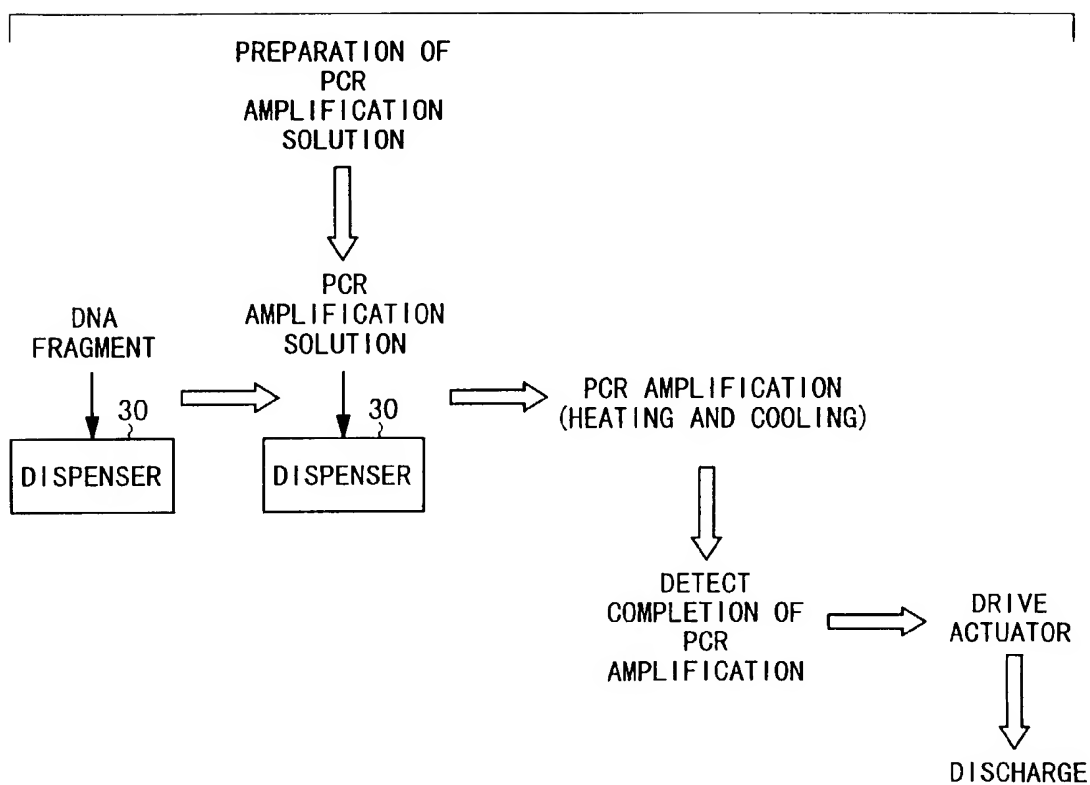 PREPARATION OF
PCR
AMPLIFICATION
SOLUTION
PCR
AMPLIFICATION
SOLUTION
DNA
FRAGMENT
30
DISPENSER
30
DISPENSER
PCR AMPLIFICATION
(HEATING AND COOLING)
DETECT
COMPLETION OF
PCR
AMPLIFICATION
DRIVE
ACTUATOR
DISCHARGE